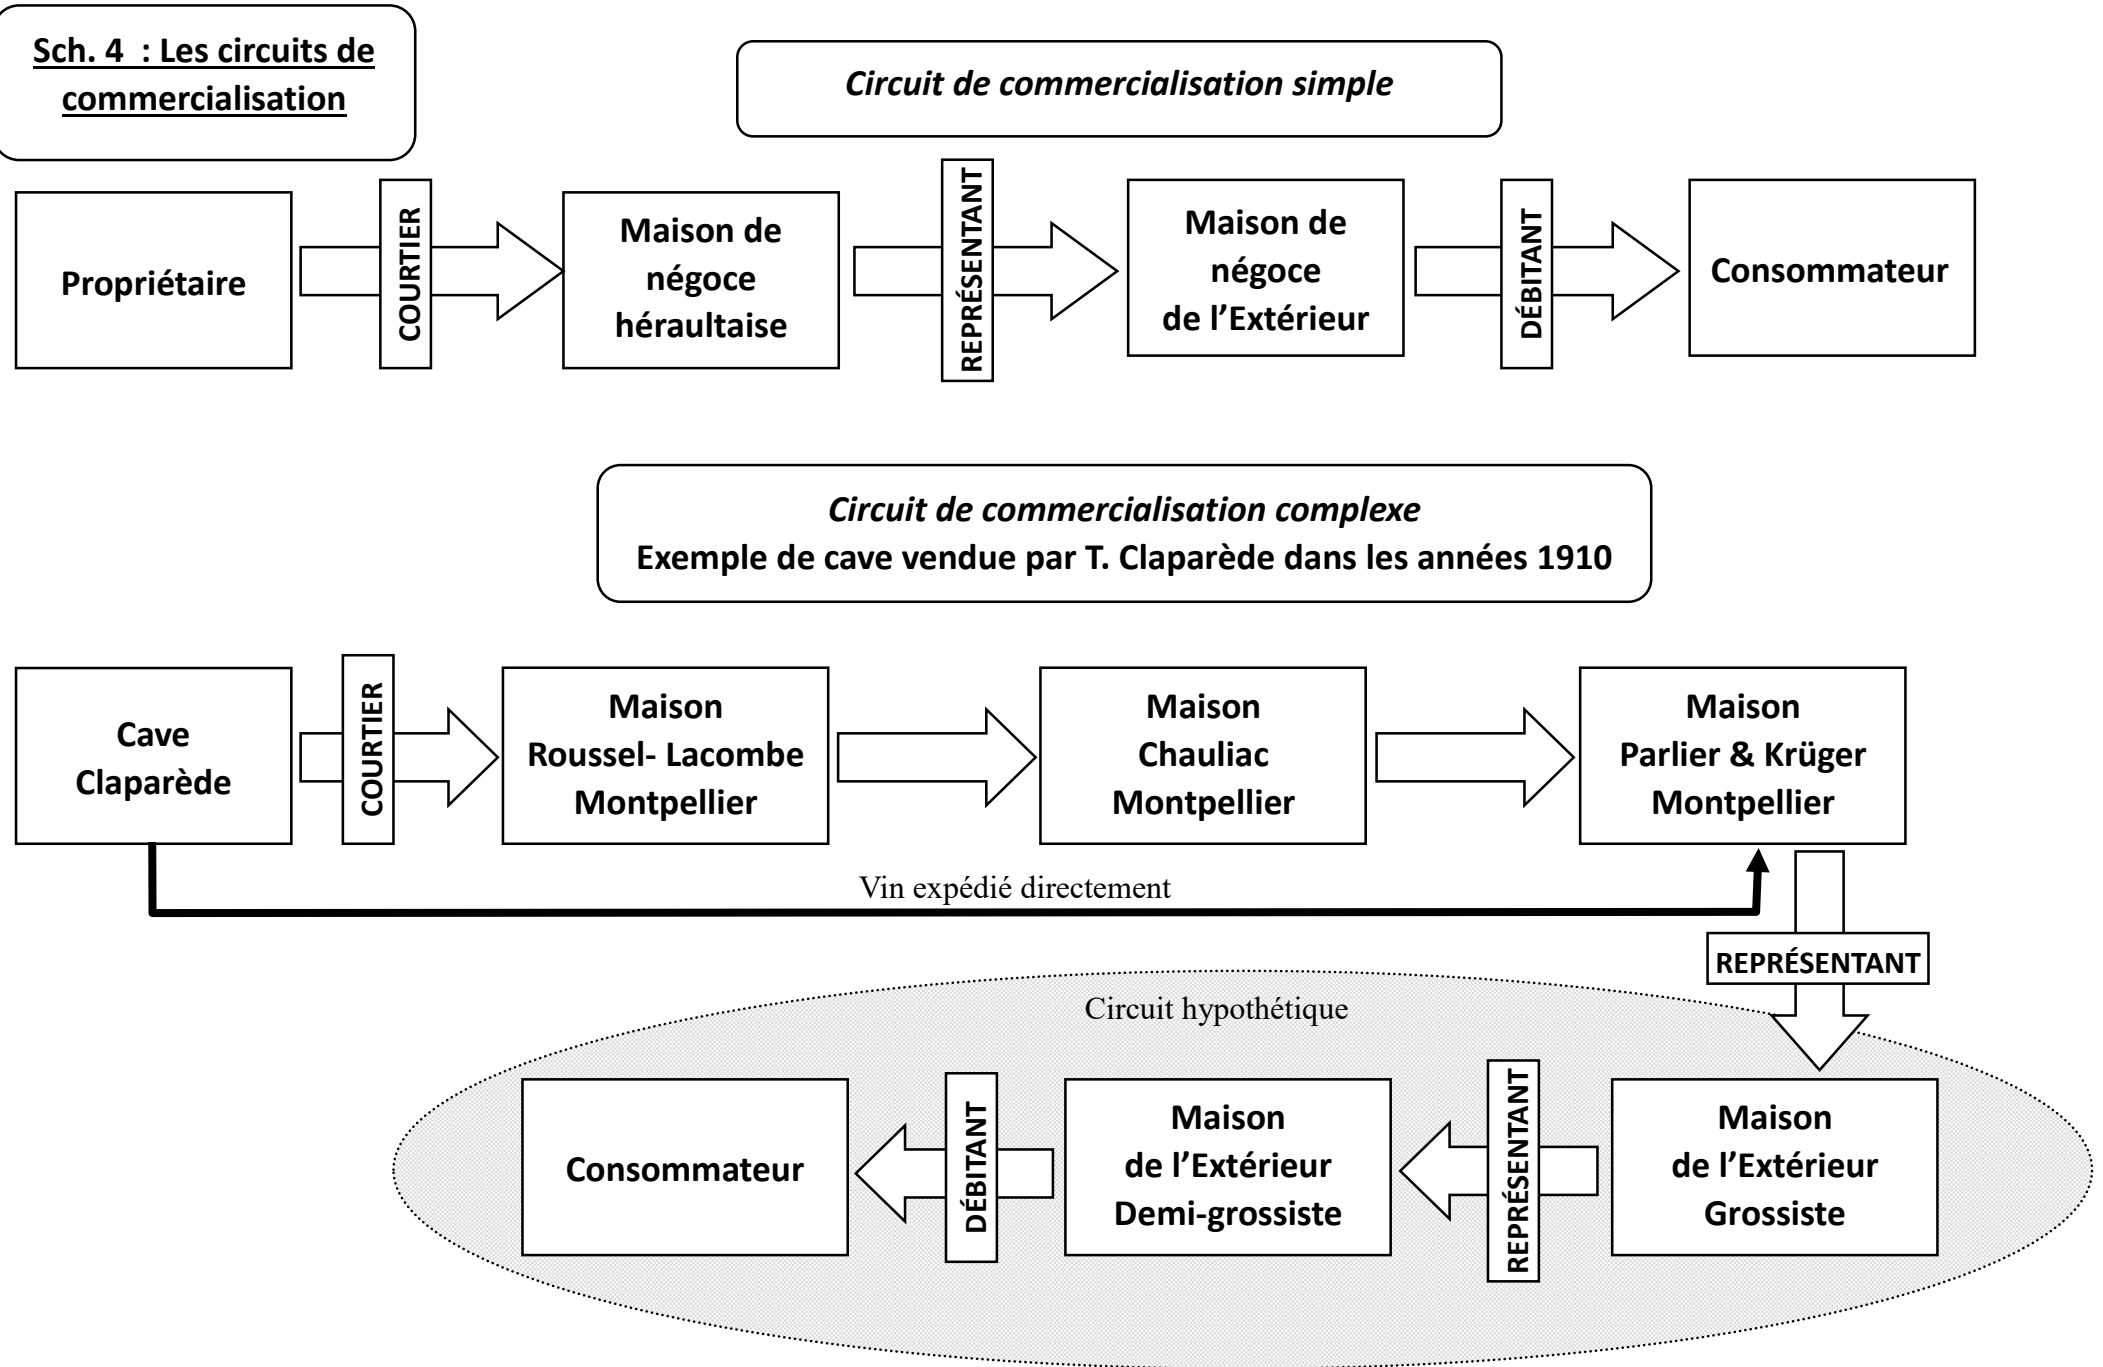 Sch. 4 : Les circuits de
commercialisation
Circuit de commercialisation simple
Propriétaire
COURTIER
Maison de
négoce
héraultaise
REPRÉSENTANT
Maison de
négoce
de l’Extérieur
DÉBITANT
Consommateur
Circuit de commercialisation complexe
Exemple de cave vendue par T. Claparède dans les années 1910
Cave
Claparède
COURTIER
Maison
Roussel- Lacombe
Montpellier
Maison
Chauliac
Montpellier
Maison
Parlier & Krüger
Montpellier
Vin expédié directement
REPRÉSENTANT
Circuit hypothétique
Consommateur
DÉBITANT
Maison
de l’Extérieur
Demi-grossiste
REPRÉSENTANT
Maison
de l’Extérieur
Grossiste